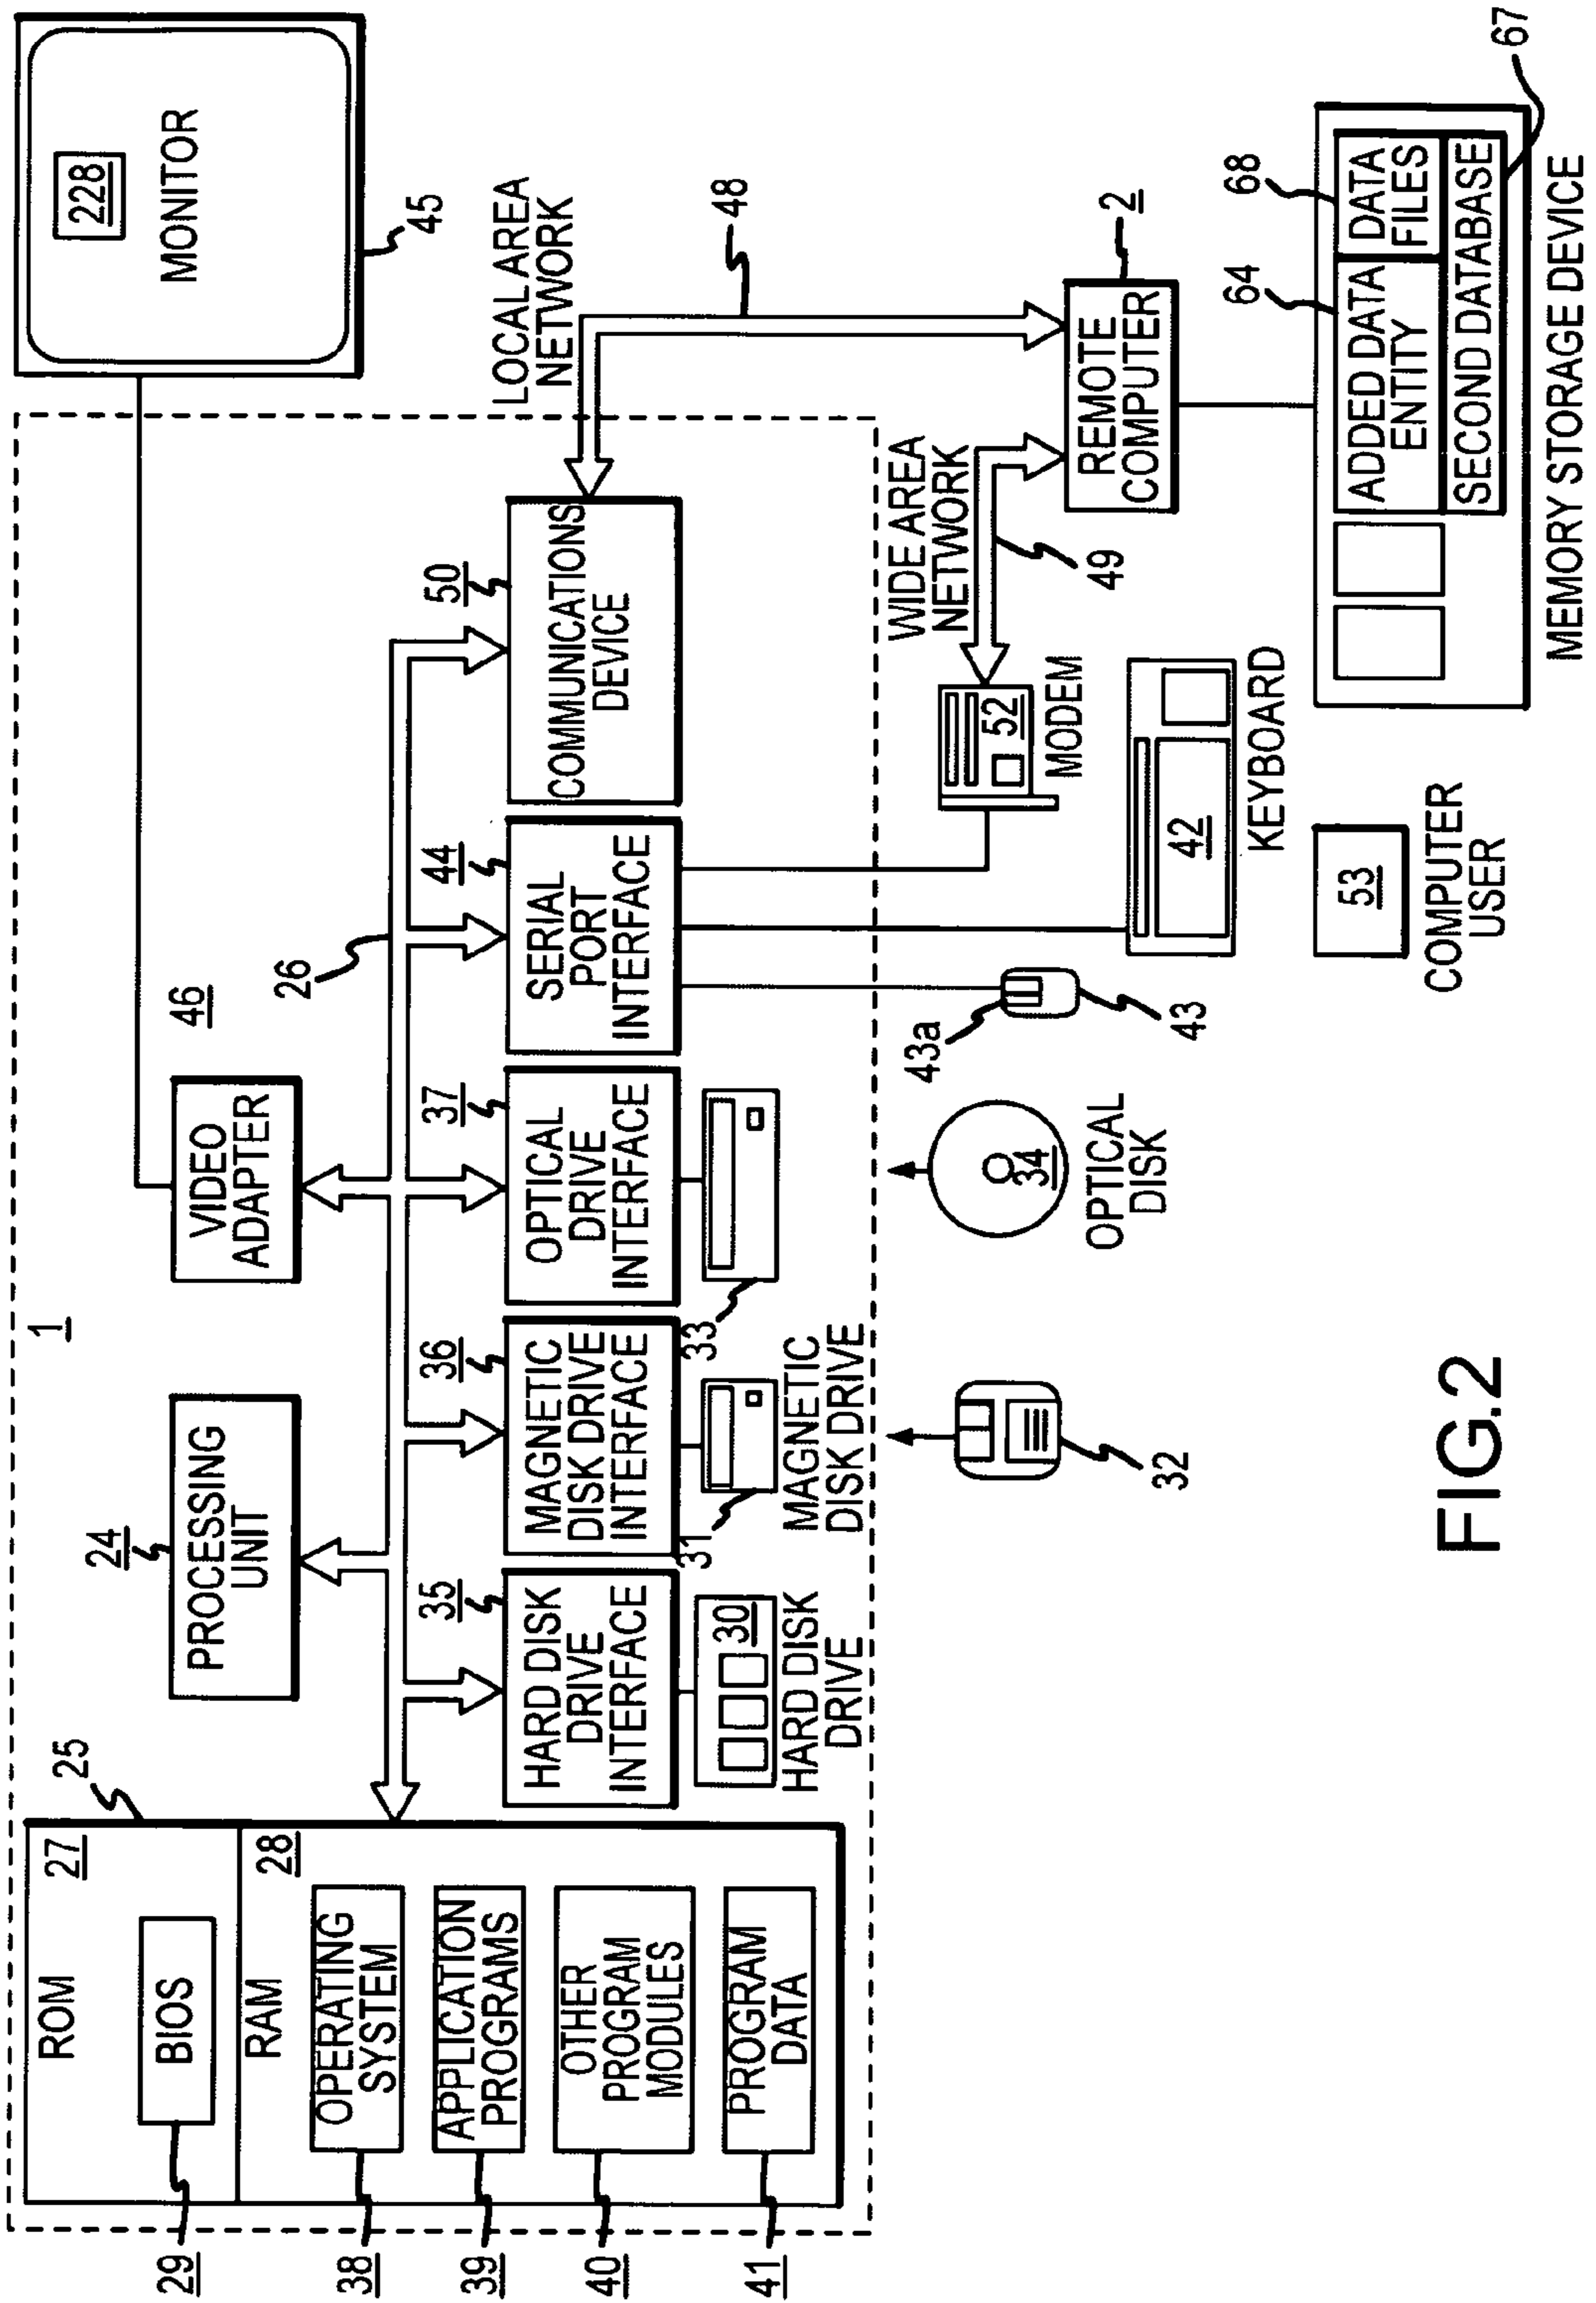 1
ROM
27
25
BIOS
29
RAM
28
OPERATING
SYSTEM
38
APPLICATION
PROGRAMS
39
OTHER
PROGRAM
MODULES
40
PROGRAM
DATA
41
24
PROCESSING
UNIT
VIDEO
ADAPTER
46
26
228
MONITOR
45
35
HARD DISK
DRIVE
INTERFACE
36
MAGNETIC
DISK DRIVE
INTERFACE
37
OPTICAL
DRIVE
INTERFACE
44
SERIAL
PORT
INTERFACE
50
COMMUNICATIONS
DEVICE
LOCAL AREA
NETWORK
48
30
HARD DISK
DRIVE
31
MAGNETIC
DISK DRIVE
33
32
34
OPTICAL
DISK
43a
43
WIDE AREA
NETWORK
49
52
MODEM
42
KEYBOARD
2
REMOTE
COMPUTER
53
COMPUTER
USER
64
68
ADDED DATA
ENTITY
DATA
FILES
SECOND DATABASE
67
MEMORY STORAGE DEVICE
FIG.2